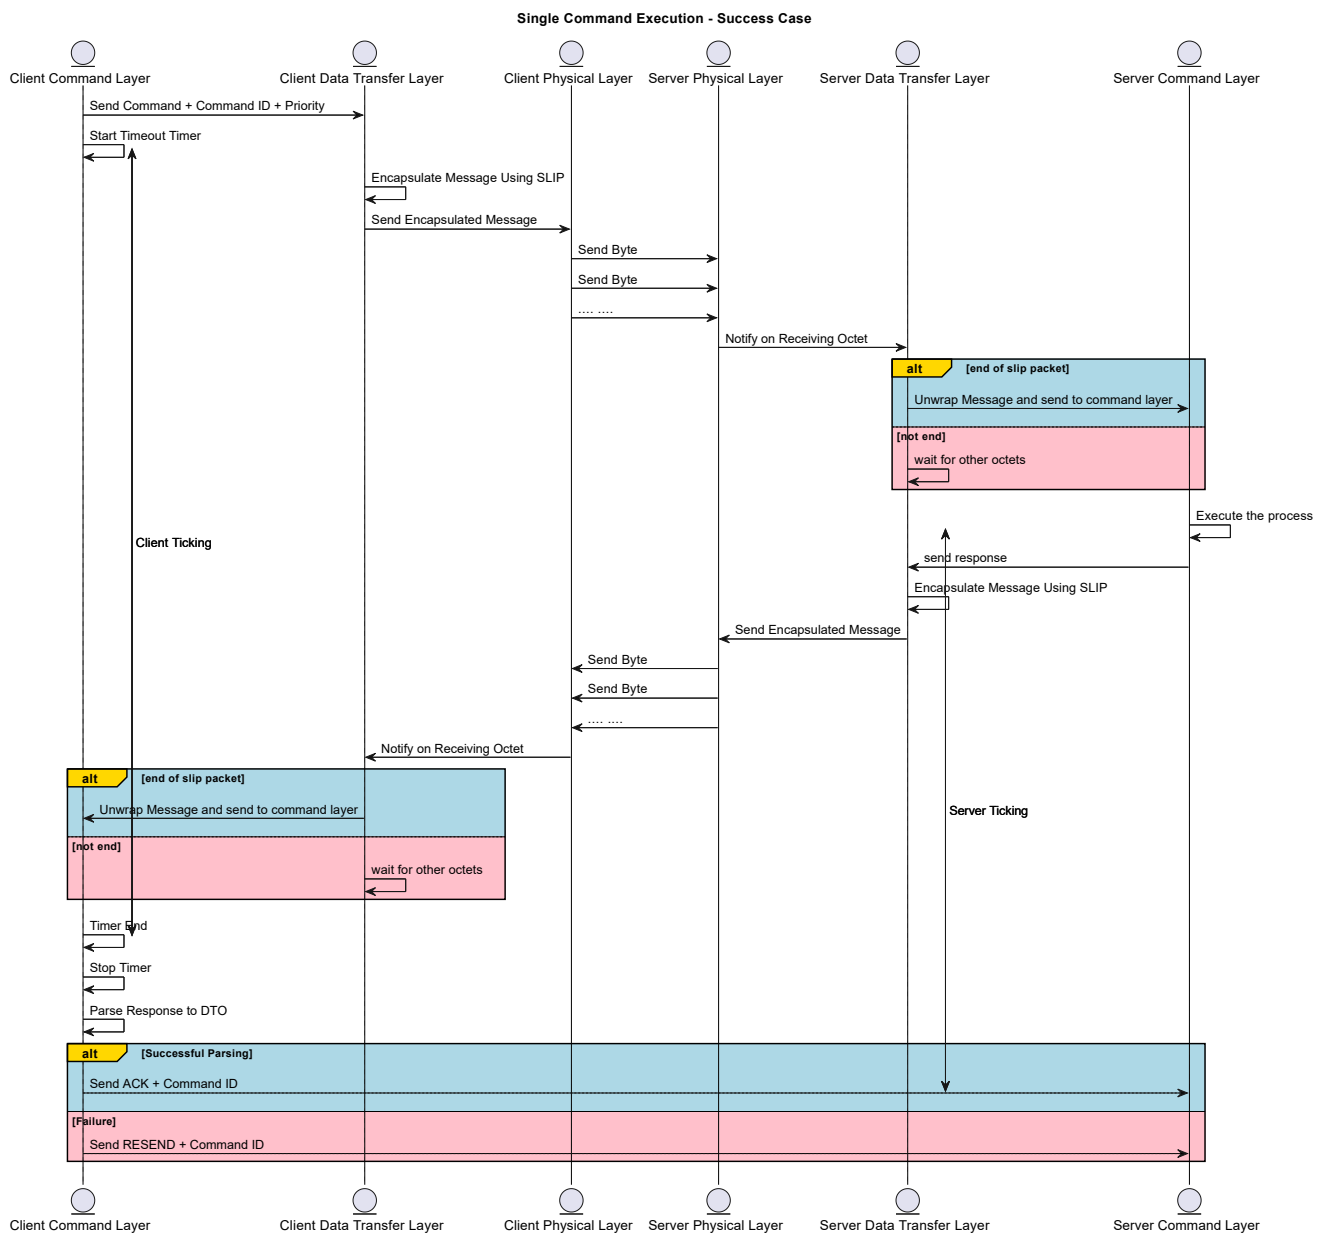 Single Command Execution - Success Case
Client Command Layer
Client Data Transfer Layer
Client Physical Layer
Server Physical Layer
Server Data Transfer Layer
Server Command Layer
Send Command + Command ID + Priority
Start Timeout Timer
Encapsulate Message Using SLIP
Send Encapsulated Message
Send Byte
Send Byte
.... ....
Notify on Receiving Octet
alt
[end of slip packet]
Unwrap Message and send to command layer
[not end]
wait for other octets
Execute the process
Client Ticking
send response
Encapsulate Message Using SLIP
Send Encapsulated Message
Send Byte
Send Byte
.... ....
Notify on Receiving Octet
alt
[end of slip packet]
Unwrap Message and send to command layer
Server Ticking
[not end]
wait for other octets
Timer End
Stop Timer
Parse Response to DTO
alt
[Successful Parsing]
Send ACK + Command ID
[Failure]
Send RESEND + Command ID
Client Command Layer
Client Data Transfer Layer
Client Physical Layer
Server Physical Layer
Server Data Transfer Layer
Server Command Layer